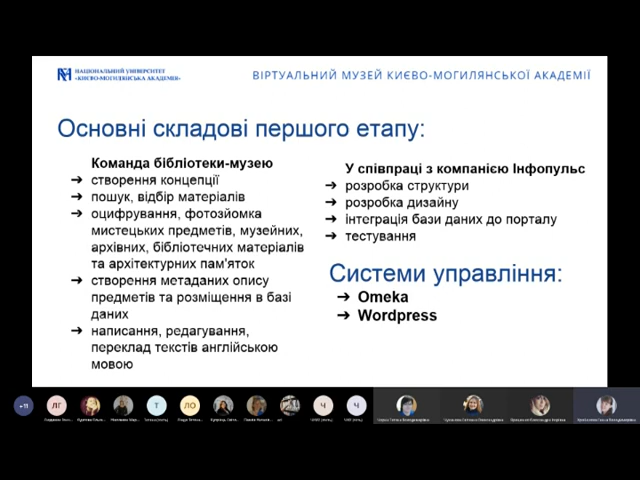 НАЦІОНАЛЬНИЙ УНІВЕРСИТЕТ
«КИЄВО-МОГИЛЯНСЬКА АКАДЕМІЯ»
ВІРТУАЛЬНИЙ МУЗЕЙ КИЄВО-МОГИЛЯНСЬКОЇ АКАДЕМІЇ
Основні складові першого етапу:
Команда бібліотеки-музею
➔ створення концепції
➔ пошук, відбір матеріалів
➔ оцифрування, фотозйомка
мистецьких предметів, музейних,
архівних, бібліотечних матеріалів
та архітектурних пам'яток
➔ створення метаданих опису
предметів та розміщення в базі
даних
➔ написання, редагування,
переклад текстів англійською
мовою
У співпраці з компанією Інфопульс
➔ розробка структури
➔ розробка дизайну
➔ інтеграція бази даних до порталу
➔ тестування
Системи управління:
➔ Omeka
➔ Wordpress
+11
ЛГ
Т
ЛО
Ч
Ч